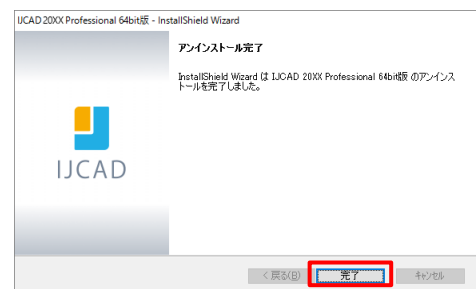 IJCAD 20XX Professional 64bit版 - InstallShield Wizard
アンインストール完了
InstallShield Wizard は IJCAD 20XX Professional 64bit版 のアンインス
トールを完了しました。
IJCAD
< 戻る(B)
完了
キャンセル